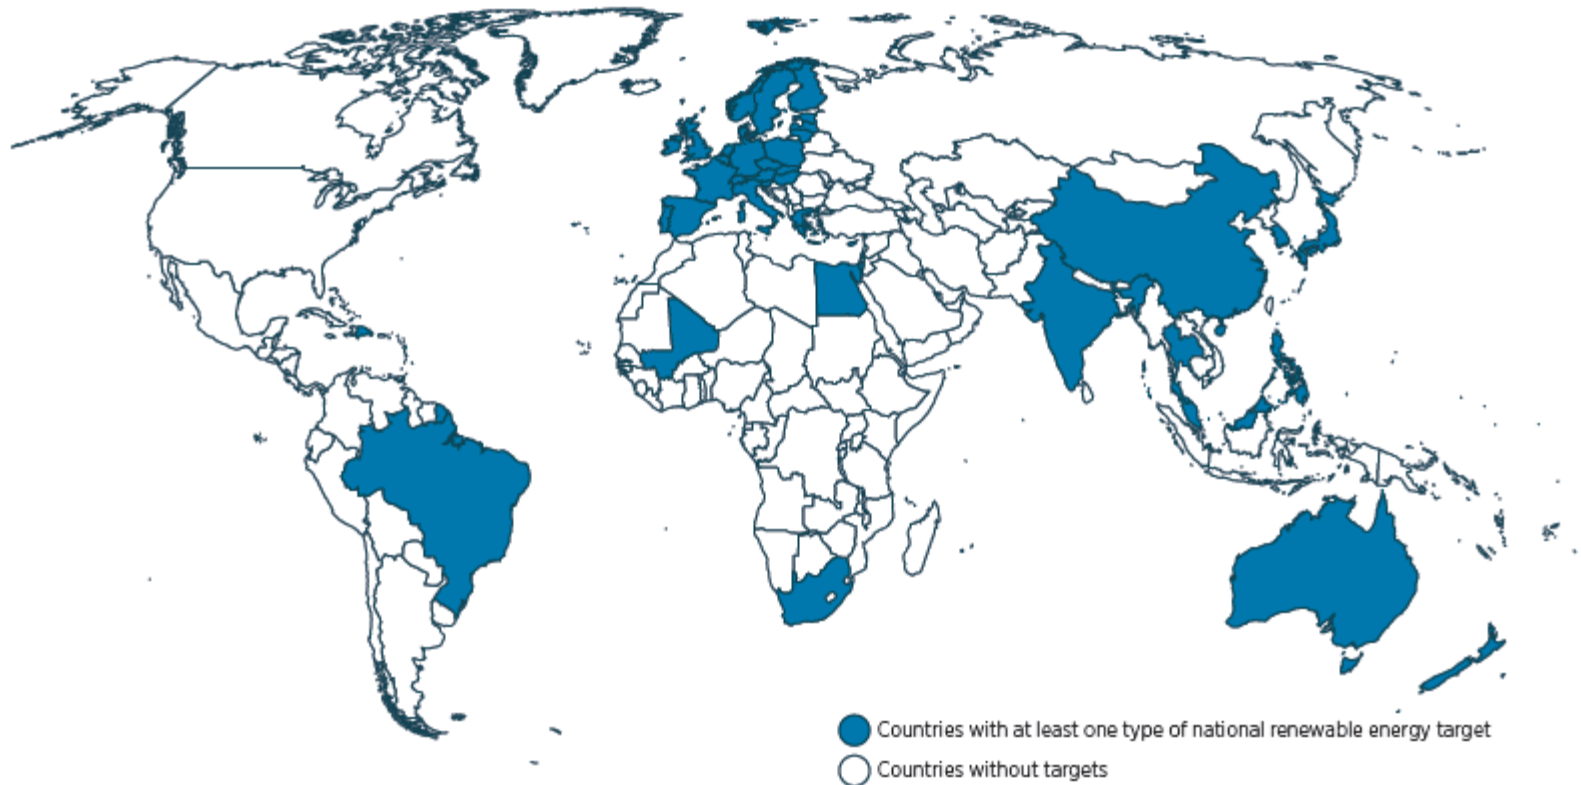 Countries with at least one type of national renewable energy target
Countries without targets